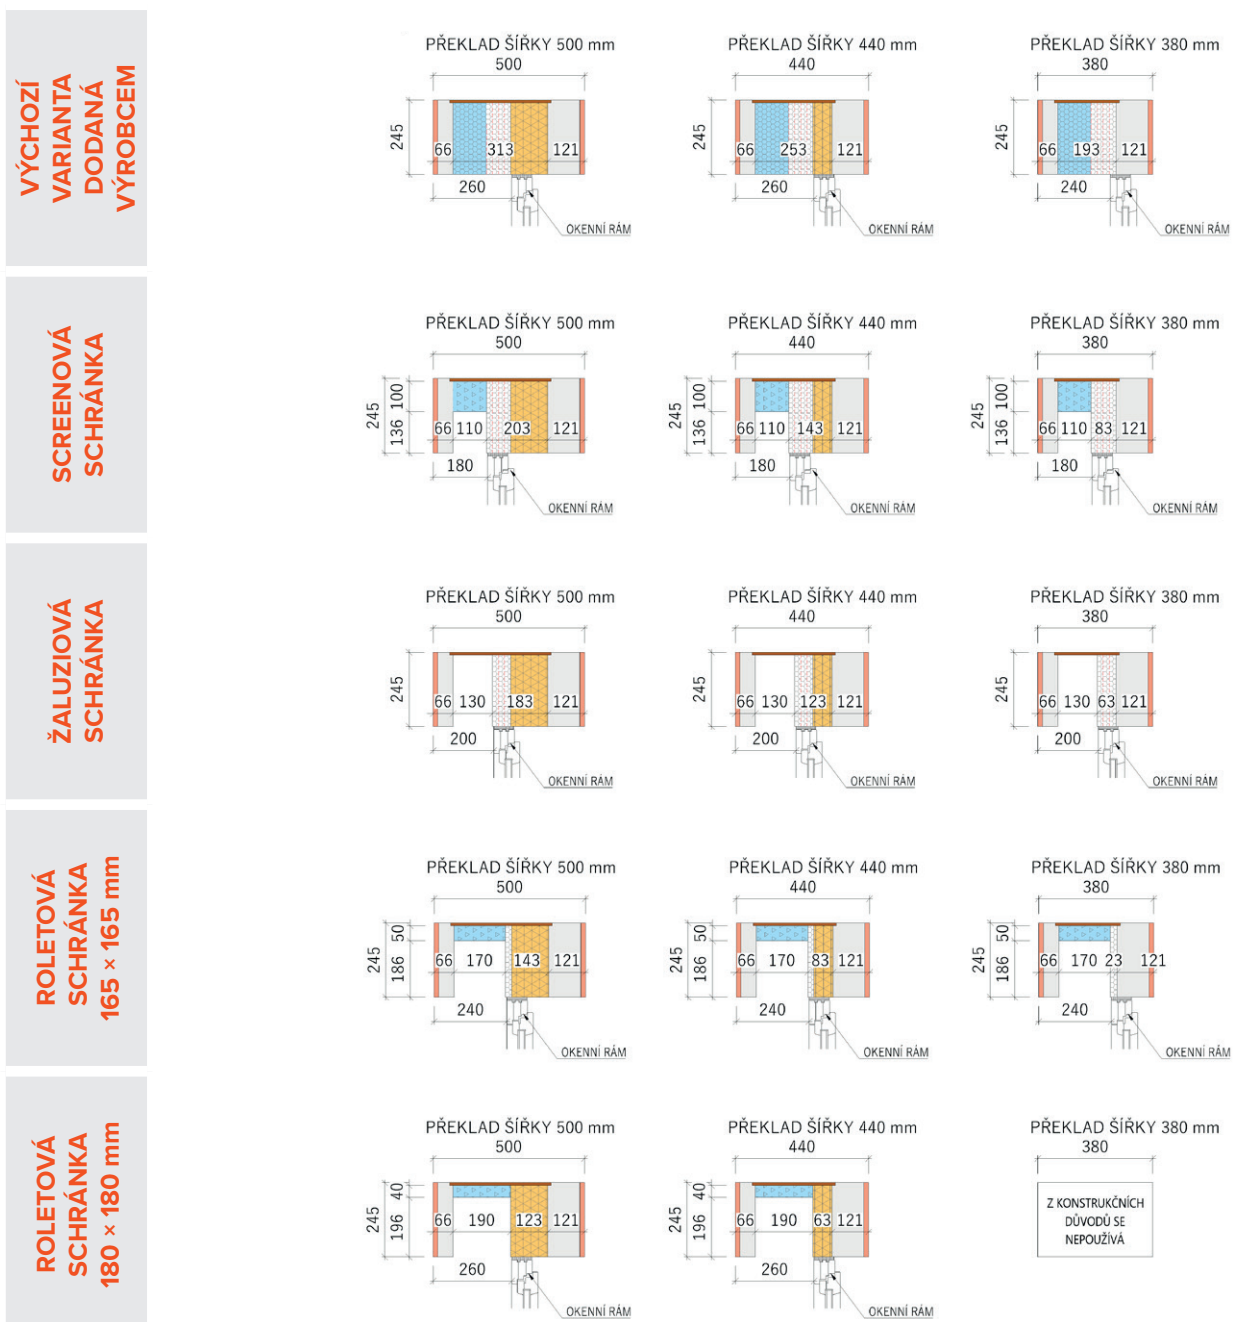 VÝCHOZÍ
VARIANTA
DODANÁ
VÝROBCEM
PŘEKLAD ŠÍŘKY 500 mm
500
245
66 313 121
260
OKENNÍ RÁM
PŘEKLAD ŠÍŘKY 440 mm
440
245
66 253 121
260
OKENNÍ RÁM
PŘEKLAD ŠÍŘKY 380 mm
380
245
66 193 121
240
OKENNÍ RÁM
SCREENOVÁ
SCHRÁNKA
PŘEKLAD ŠÍŘKY 500 mm
500
245
100
136
66 110 203 121
180
OKENNÍ RÁM
PŘEKLAD ŠÍŘKY 440 mm
440
245
100
136
66 110 143 121
180
OKENNÍ RÁM
PŘEKLAD ŠÍŘKY 380 mm
380
245
100
136
66 110 83 121
180
OKENNÍ RÁM
ŽALUZIOVÁ
SCHRÁNKA
PŘEKLAD ŠÍŘKY 500 mm
500
245
66 130 183 121
200
OKENNÍ RÁM
PŘEKLAD ŠÍŘKY 440 mm
440
245
66 130 123 121
200
OKENNÍ RÁM
PŘEKLAD ŠÍŘKY 380 mm
380
245
66 130 63 121
200
OKENNÍ RÁM
ROLETOVÁ
SCHRÁNKA
165 × 165 mm
PŘEKLAD ŠÍŘKY 500 mm
500
245
50
186
66 170 143 121
240
OKENNÍ RÁM
PŘEKLAD ŠÍŘKY 440 mm
440
245
50
186
66 170 83 121
240
OKENNÍ RÁM
PŘEKLAD ŠÍŘKY 380 mm
380
245
50
186
66 170 23 121
240
OKENNÍ RÁM
ROLETOVÁ
SCHRÁNKA
180 × 180 mm
PŘEKLAD ŠÍŘKY 500 mm
500
245
40
196
66 190 123 121
260
OKENNÍ RÁM
PŘEKLAD ŠÍŘKY 440 mm
440
245
40
196
66 190 63 121
260
OKENNÍ RÁM
PŘEKLAD ŠÍŘKY 380 mm
380
Z KONSTRUKČNÍCH
DŮVODŮ SE
NEPOUŽÍVÁ